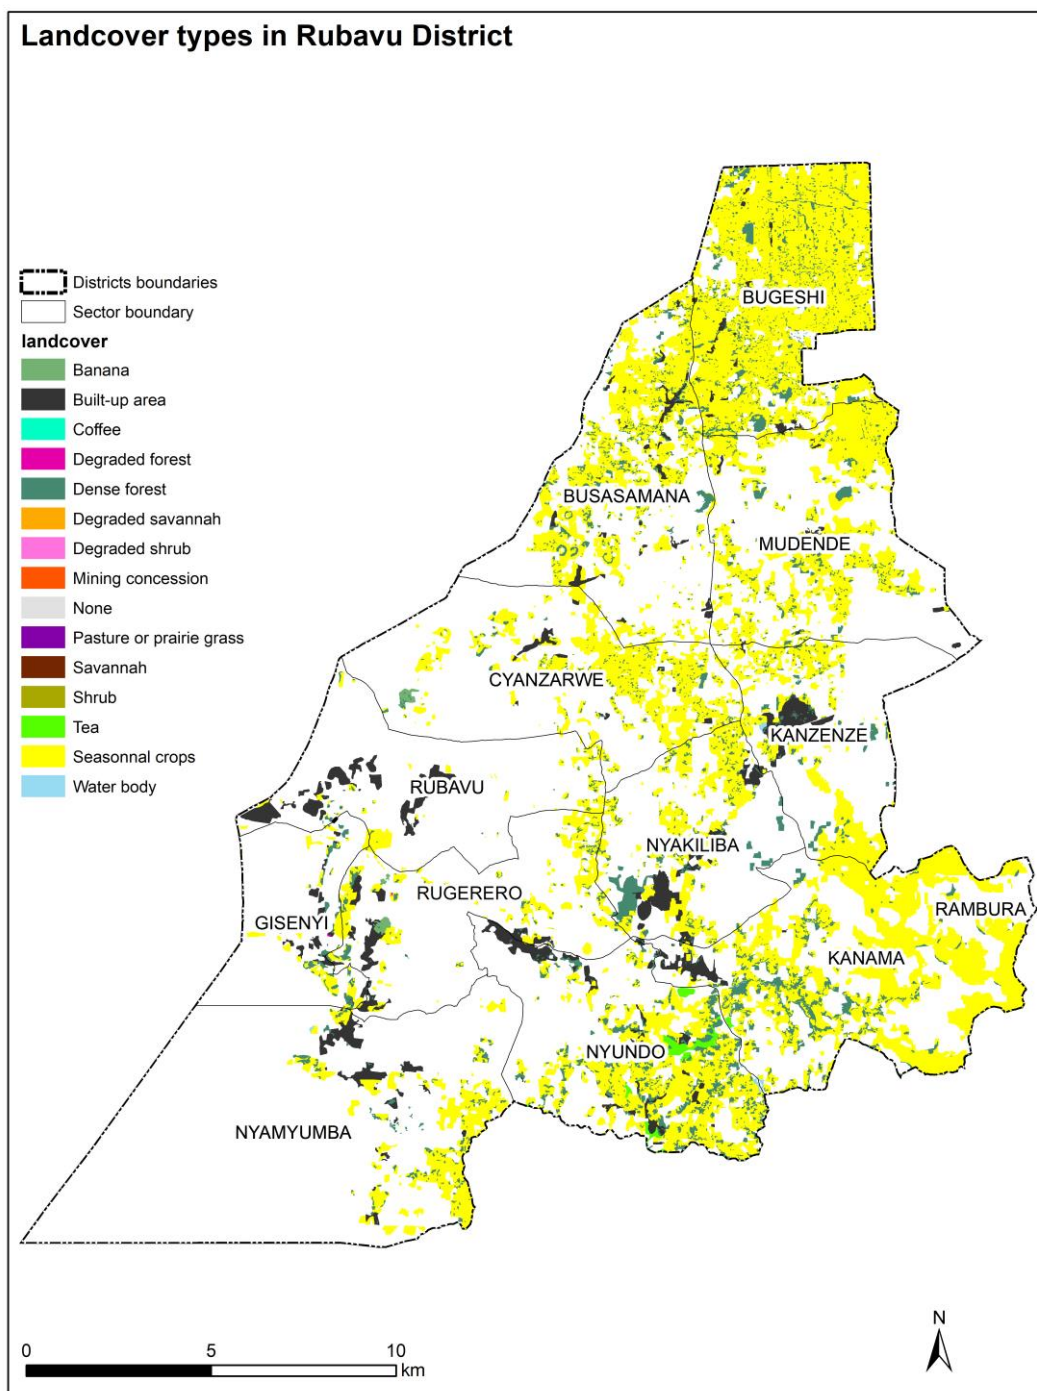 Landcover types in Rubavu District
Districts boundaries
Sector boundary
landcover
Banana
Built-up area
Coffee
Degraded forest
Dense forest
Degraded savannah
Degraded shrub
Mining concession
None
Pasture or prairie grass
Savannah
Shrub
Tea
Seasonnal crops
Water body
BUGESHI
BUSASAMANA
MUDENDE
CYANZARWE
KANZENZE
RUBAVU
NYAKILIBA
RUGERERO
RAMBURA
GISENYI
KANAMA
NYUNDO
NYAMYUMBA
N
0 5 10
km